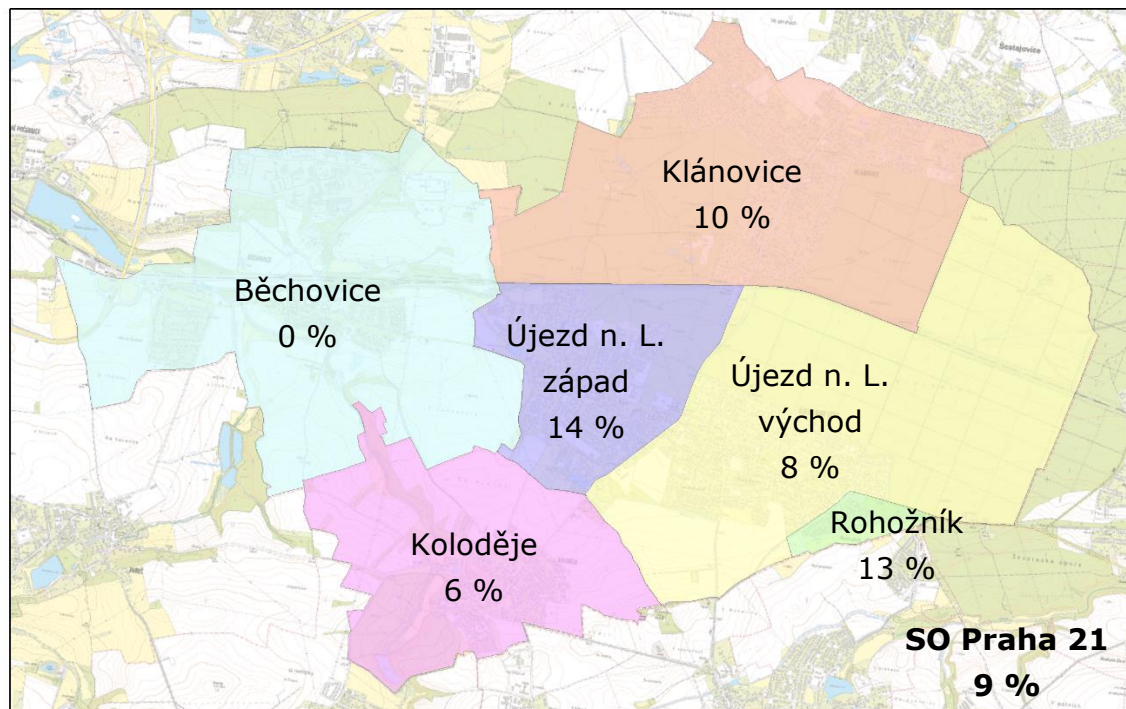 Klánovice
10 %
Běchovice
0 %
Újezd n. L.
západ
14 %
Újezd n. L.
východ
8 %
Koloděje
6 %
Rohožník
13 %
SO Praha 21
9 %